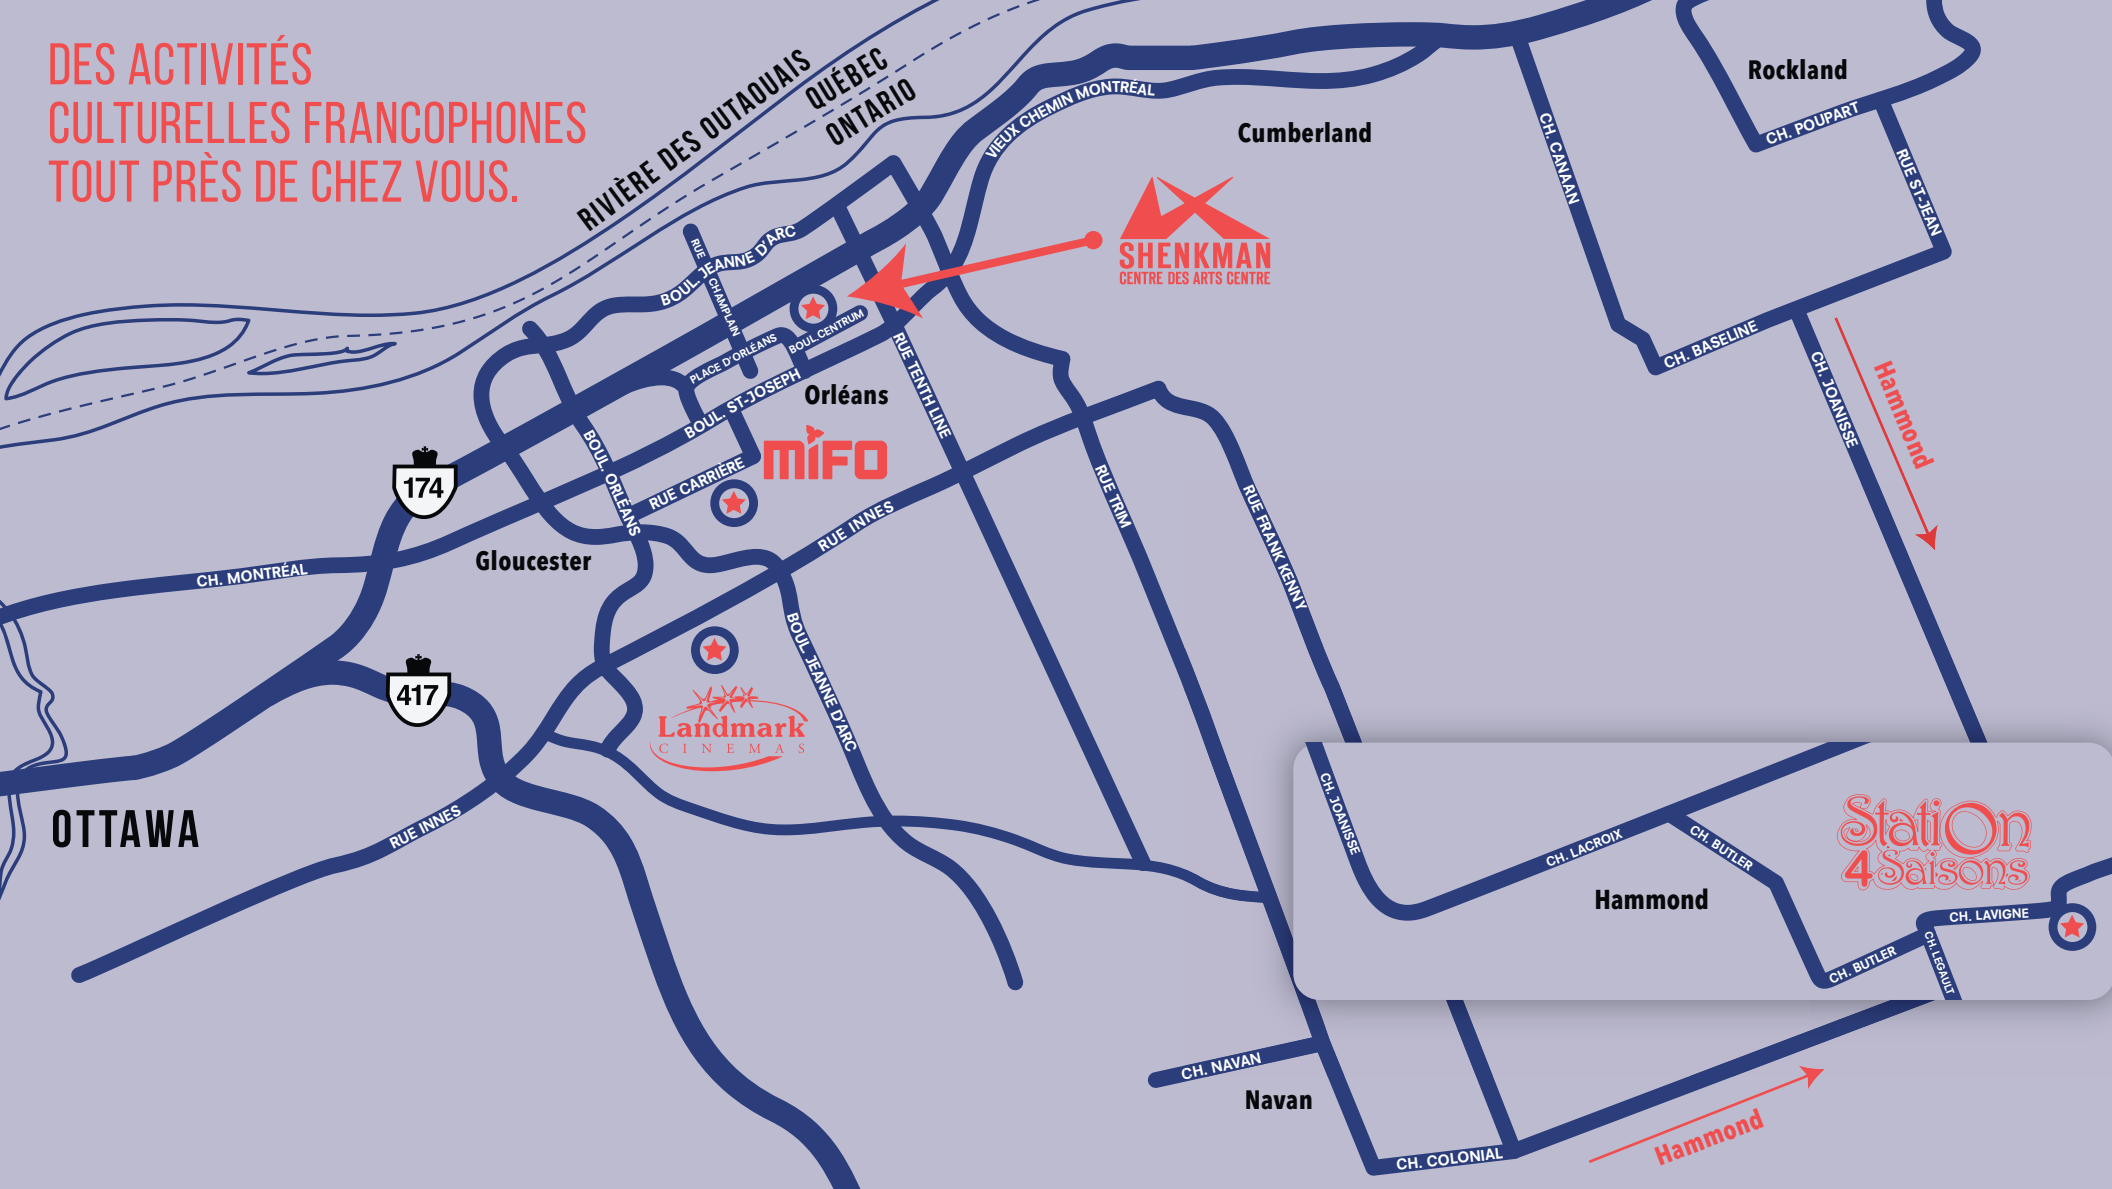 DES ACTIVITÉS
CULTURELLES FRANCOPHONES
TOUT PRÈS DE CHEZ VOUS.
RIVIÈRE DES OUTAOUAIS
QUÉBEC
ONTARIO
VIEUX CHEMIN MONTRÉAL
Cumberland
Rockland
CH. POUPART
CH. CANAAN
RUE ST-JEAN
SHENKMAN
CENTRE DES ARTS CENTRE
BOUL. JEANNE D'ARC
RUE CHAMPLAIN
PLACE D'ORLÉANS
BOUL. CENTRUM
BOUL. ST-JOSEPH
Orléans
RUE TENTH LINE
CH. BASELINE
CH. JOANISSE
Hammond
MIFO
BOUL. ORLÉANS
RUE CARRIÈRE
174
RUE INNES
RUE TRIM
RUE FRANK KENNY
Gloucester
CH. MONTRÉAL
417
BOUL. JEANNE D'ARC
Landmark
CINEMAS
OTTAWA
RUE INNES
CH. JOANISSE
CH. LACROIX
CH. BUTLER
Station
4 Saisons
Hammond
CH. LAVIGNE
CH. BUTLER
CH. LEGAULT
CH. NAVAN
Navan
CH. COLONIAL
Hammond